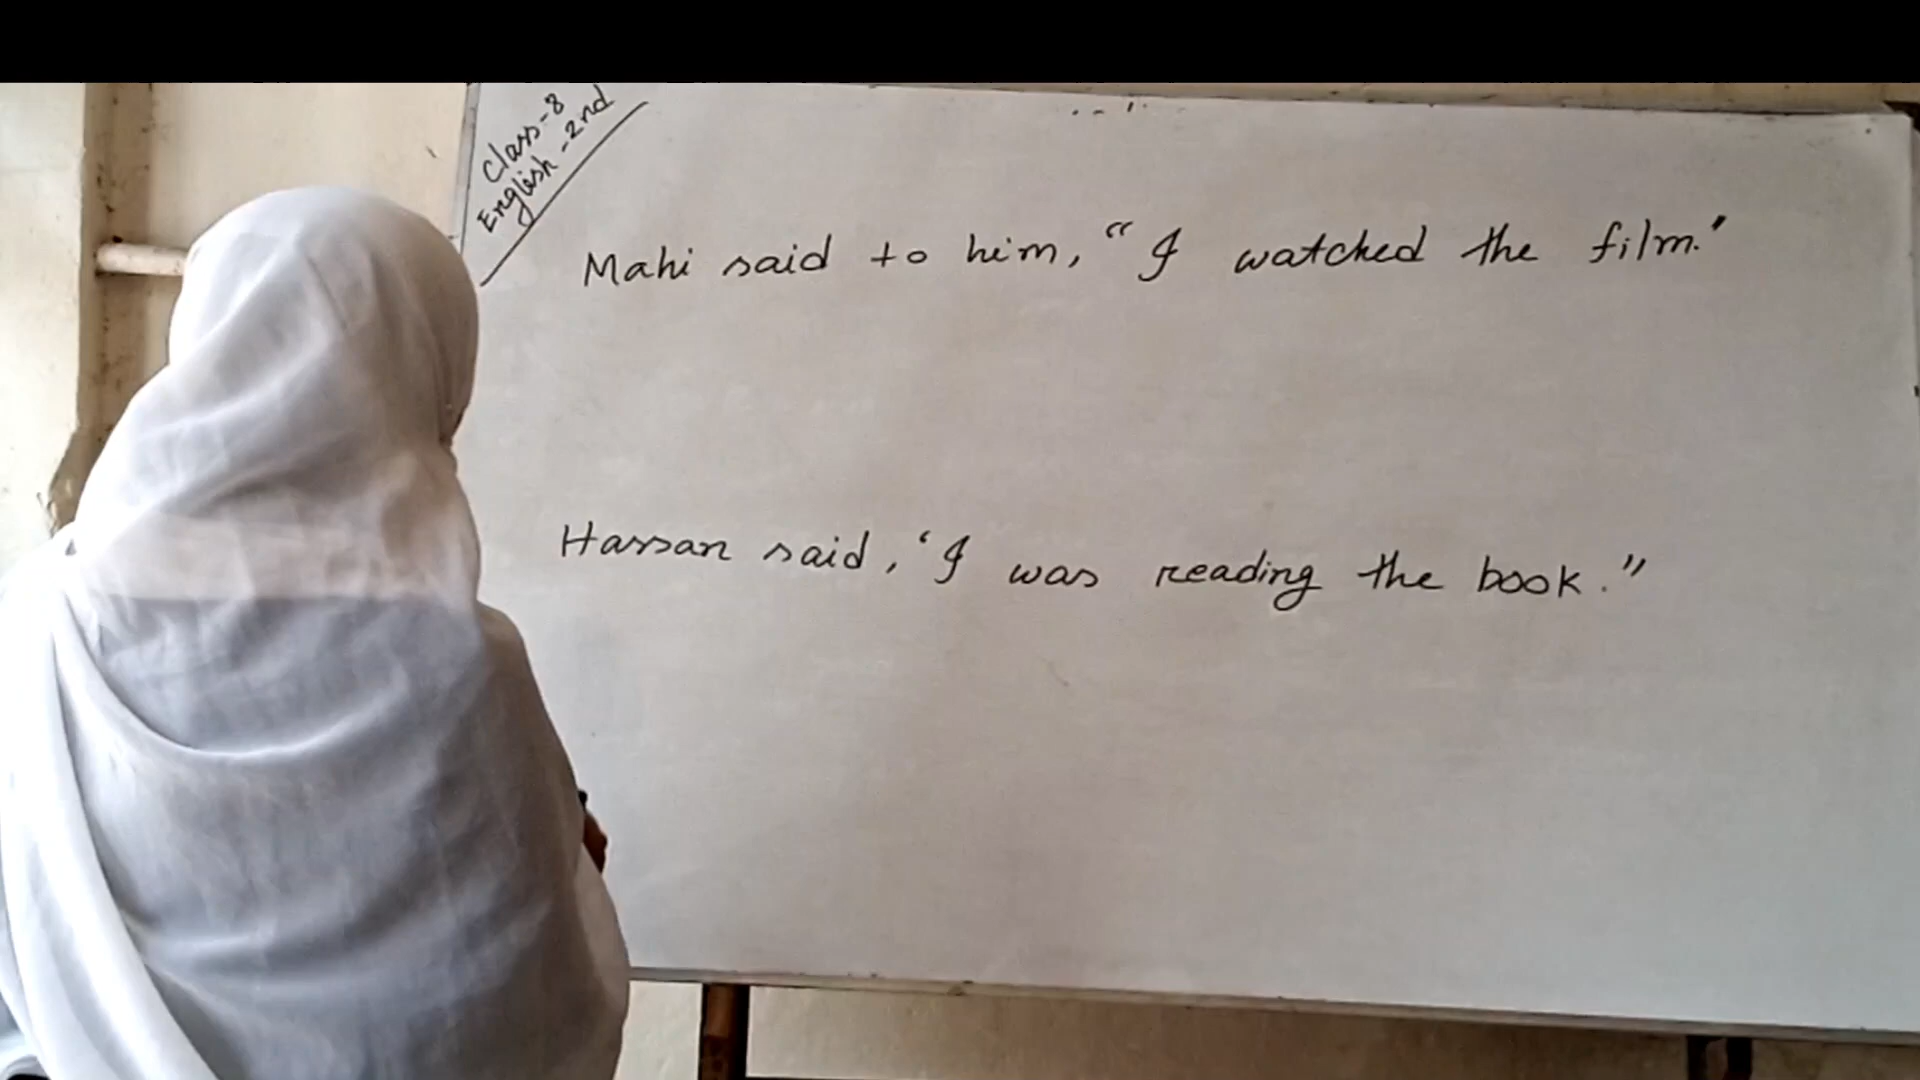 Class-8
English-2nd
Mahi said to him, “I watched the film.'
Hassan said, ‘I was reading the book.”